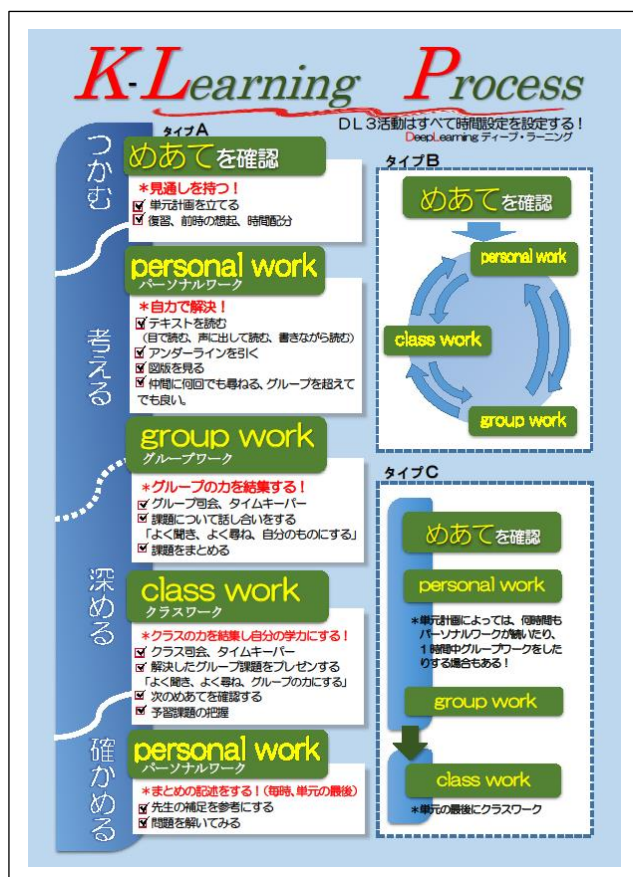 K-Learning Process
DL3活動はすべて時間設定を設定する！
DeepLearning ディープ・ラーニング
つかむ
考える
深める
確かめる
タイプA
めあてを確認
＊見通しを持つ！
単元計画を立てる
復習、前時の想起、時間配分
personal work
パーソナルワーク
＊自力で解決！
テキストを読む
（目で読む、声に出して読む、書きながら読む）
アンダーラインを引く
図版を見る
仲間に何回でも尋ねる、グループを超えて
でも良い。
group work
グループワーク
＊グループの力を結集する！
グループ司会、タイムキーパー
課題について話し合いをする
「よく聞き、よく尋ね、自分のものにする」
課題をまとめる
class work
クラスワーク
＊クラスの力を結集し自分の学力にする！
クラス司会、タイムキーパー
解決したグループ課題をプレゼンする
「よく聞き、よく尋ね、グループの力にする」
次のめあてを確認する
予習課題の把握
personal work
パーソナルワーク
＊まとめの記述をする！（毎時、単元の最後）
先生の補足を参考にする
問題を解いてみる
タイプB
めあてを確認
personal work
class work
group work
タイプC
めあてを確認
personal work
＊単元計画によっては、何時間も
パーソナルワークが続いたり、
１時間中グループワークをした
りする場合もある！
group work
class work
＊単元の最後にクラスワーク